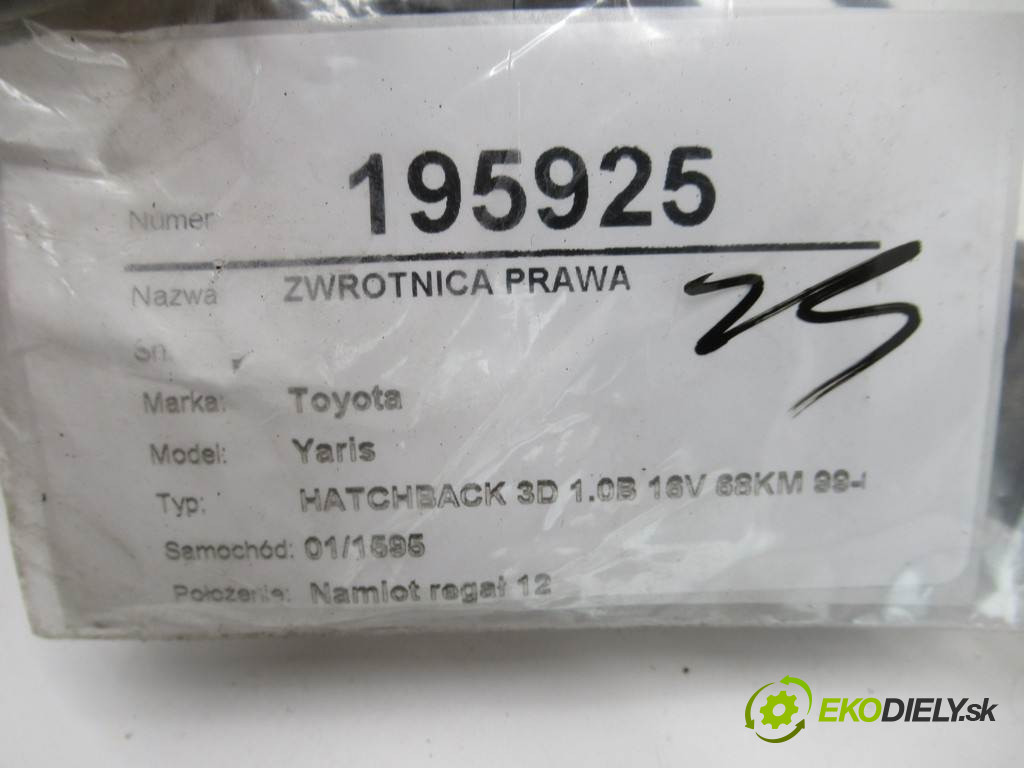 Numer 195925
Nazwa ZWROTNICA PRAWA 25
Sn.
Marka: Toyota
Model: Yaris
Typ: HATCHBACK 3D 1.0B 16V 68KM 99-
Samochód: 01/1595
Położenie: Namiot regał 12
EKODIELY.sk